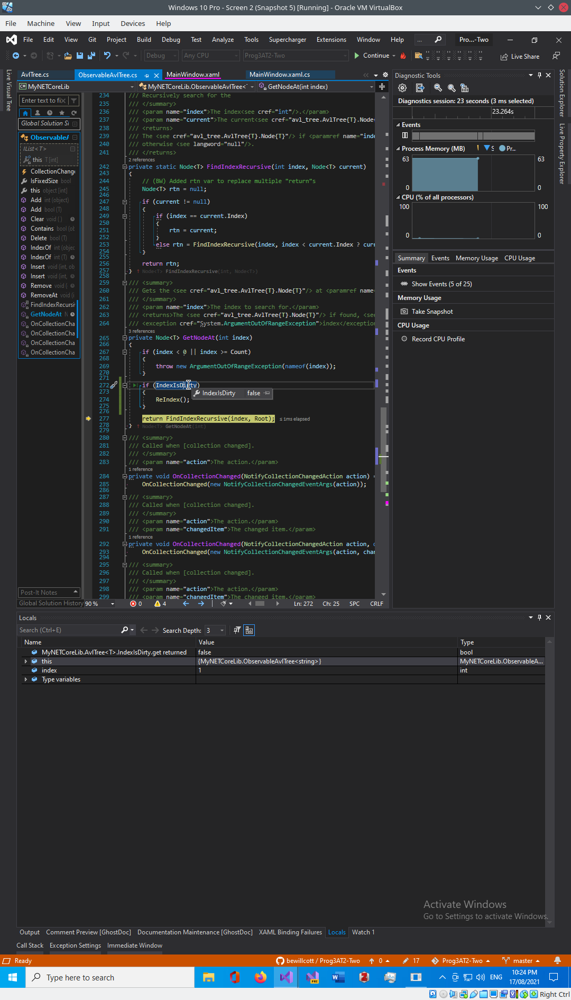 Windows 10 Pro - Screen 2 (Snapshot 5) [Running] - Oracle VM VirtualBox
File Machine View Input Devices Help
File Edit View Git Project Build Debug Test Analyze Tools Supercharger Extensions Window Help ... Pro...-Two
Debug Any CPU Prog3AT2-Two Continue Live Share
Live Visual Tree
AvlTree.cs ObservableAvlTree.cs MainWindow.xaml MainWindow.xaml.cs
MyNETCoreLib MyNETCoreLib.ObservableAvlTree<T GetNodeAt(int index)
Enter text to fi
Global Solution S
ObservableA
IList<T>
this T [int]
CollectionChange
IsFixedSize bool
this object [int]
Add int (object)
Add bool (T)
Clear void ( )
Contains bool (ob
Delete bool (T)
IndexOf int (objec
IndexOf int (T)
Insert void (int, ob
Insert void (int,
Remove void (
RemoveAt void (i
FindIndexRecursi
GetNodeAt N
OnCollectionCha
OnCollectionCha
OnCollectionCha
OnCollectionCha
Post-It Notes
Global Solution History
234 /// Recursively search for the
235 /// </summary>
236 /// <param name="index">The index<see cref="int"/>.</param>
237 /// <param name="current">The current<see cref="avl_tree.AvlTree{T}.Node
238 /// <returns>
239 /// The <see cref="avl_tree.AvlTree{T}.Node{T}"/> if <paramref name="inde
240 /// otherwise <see langword="null"/>.
241 /// </returns>
2 references
242 private static Node<T> FindIndexRecursive(int index, Node<T> current)
243 {
244 // (BW) Added rtn var to replace multiple "return"s
245 Node<T> rtn = null;
246
247 if (current != null)
248 {
249 if (index == current.Index)
250 {
251 rtn = current;
252 }
253 else rtn = FindIndexRecursive(index, index < current.Index ? curr
254 }
255
256 return rtn;
257 } ↑ Node<T> FindIndexRecursive(int, Node<T>)
258
259 /// <summary>
260 /// Gets the <see cref="avl_tree.AvlTree{T}.Node{T}"/> at <paramref name=
261 /// </summary>
262 /// <param name="index">The index to search for.</param>
263 /// <returns>The <see cref="avl_tree.AvlTree{T}.Node{T}"/> if found, <see
264 /// <exception cref="System.ArgumentOutOfRangeException">index</exception
3 references
265 private Node<T> GetNodeAt(int index)
266 {
267 if (index < 0 || index >= Count)
268 {
269 throw new ArgumentOutOfRangeException(nameof(index));
270 }
271
272 if (IndexIsDirty)
273 {
IndexIsDirty false
274 ReIndex();
275 }
276
277 return FindIndexRecursive(index, Root); ≤ 1ms elapsed
278 } ↑ Node<T> GetNodeAt(int)
279
280 /// <summary>
281 /// Called when [collection changed].
282 /// </summary>
283 /// <param name="action">The action.</param>
1 reference
284 private void OnCollectionChanged(NotifyCollectionChangedAction action) =
285 OnCollectionChanged(new NotifyCollectionChangedEventArgs(action));
286
287 /// <summary>
288 /// Called when [collection changed].
289 /// </summary>
290 /// <param name="action">The action.</param>
291 /// <param name="changedItem">The changed item.</param>
1 reference
292 private void OnCollectionChanged(NotifyCollectionChangedAction action, o
293 OnCollectionChanged(new NotifyCollectionChangedEventArgs(action, char
294
295 /// <summary>
296 /// Called when [collection changed].
297 /// </summary>
298 /// <param name="action">The action.</param>
299 /// <param name="changedItem">The changed item.</param>
90 % 0 4 Ln: 272 Ch: 25 SPC CRLF
Diagnostic Tools
Diagnostics session: 23 seconds (3 ms selected)
23.264s
Events
Process Memory (MB) S Pr...
63 63
0 0
CPU (% of all processors)
100 100
0 0
Summary Events Memory Usage CPU Usage
Events
Show Events (5 of 25)
Memory Usage
Take Snapshot
CPU Usage
Record CPU Profile
Solution Explorer
Live Property Explorer
Locals
Search (Ctrl+E) Search Depth: 3
Name Value Type
MyNETCoreLib.AvlTree<T>.IndexIsDirty.get returned false bool
this {MyNETCoreLib.ObservableAvlTree<string>} MyNETCoreLib.ObservableA...
index 1 int
Type variables
Activate Windows
Go to Settings to activate Windows.
Output Comment Preview [GhostDoc] Documentation Maintenance [GhostDoc] XAML Binding Failures Locals Watch 1
Call Stack Exception Settings Immediate Window
Ready bewillcott / Prog3AT2-Two 0 17 Prog3AT2-Two master
Type here to search PRE ENG 10:24 PM
17/08/2021
Right Ctrl